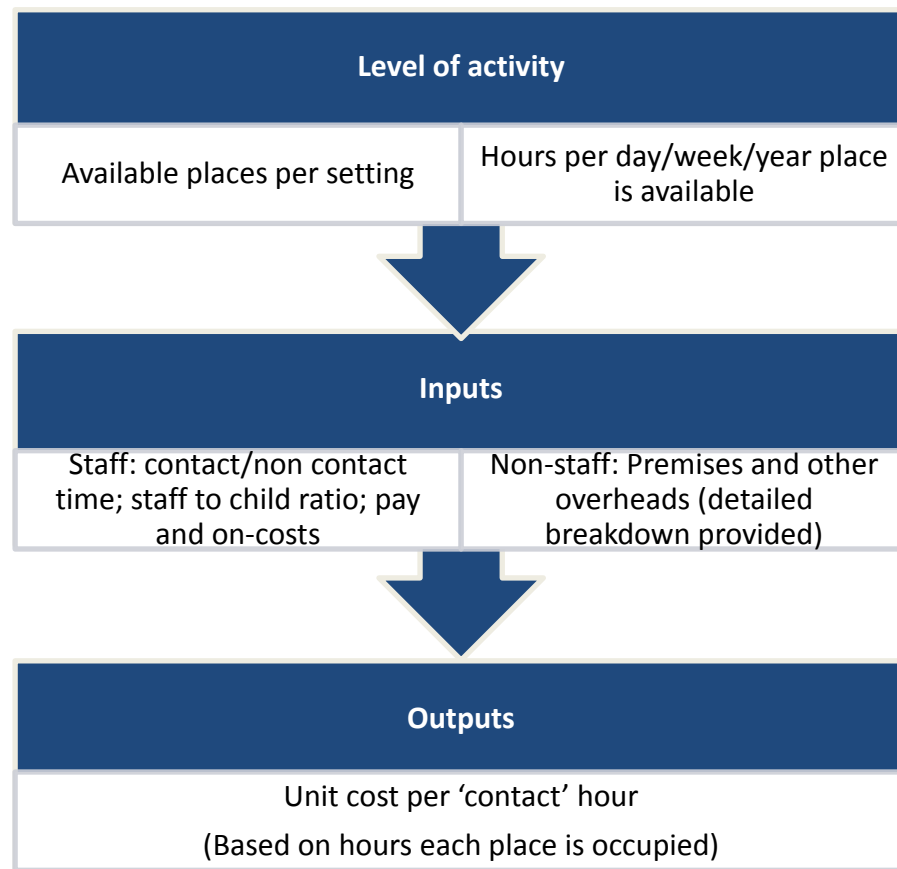 Level of activity
Available places per setting
Hours per day/week/year place
is available
Inputs
Staff: contact/non contact
time; staff to child ratio; pay
and on-costs
Non-staff: Premises and other
overheads (detailed
breakdown provided)
Outputs
Unit cost per ‘contact’ hour
(Based on hours each place is occupied)